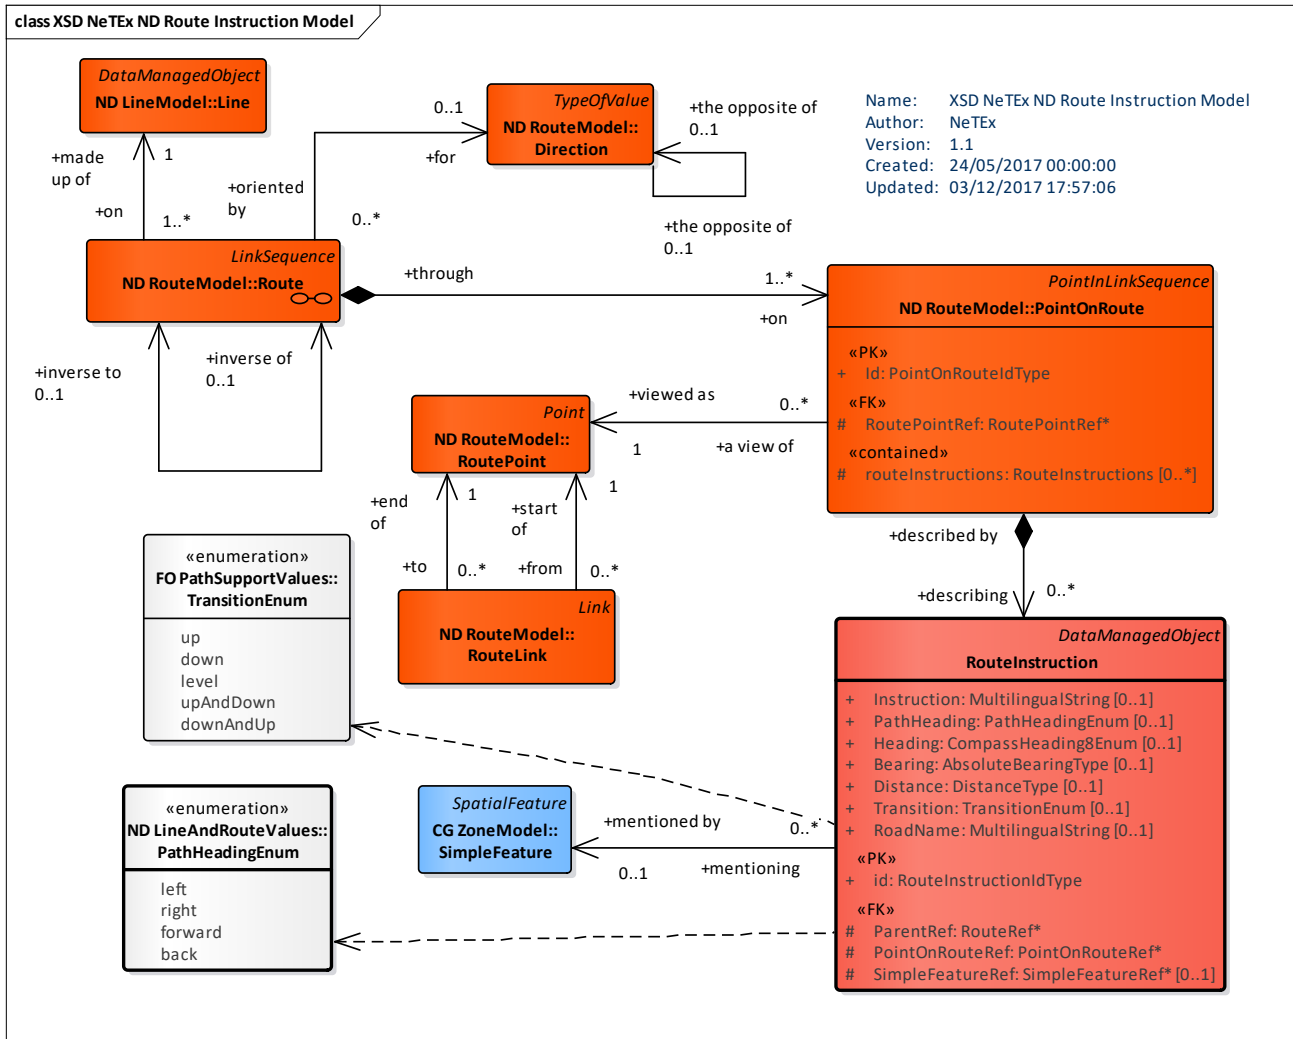 class XSD NeTEx ND Route Instruction Model
DataManagedObject
ND LineModel::Line
TypeOfValue
ND RouteModel::
Direction
Name: XSD NeTEx ND Route Instruction Model
Author: NeTEx
Version: 1.1
Created: 24/05/2017 00:00:00
Updated: 03/12/2017 17:57:06
0..1
+for
+the opposite of
0..1
+the opposite of
0..1
+made
up of
1
+on
1..*
+oriented
by
0..*
LinkSequence
ND RouteModel::Route
+through
1..*
+on
+inverse to
0..1
+inverse of
0..1
PointInLinkSequence
ND RouteModel::PointOnRoute
«PK»
+ Id: PointOnRouteIdType
«FK»
# RoutePointRef: RoutePointRef*
«contained»
# routeInstructions: RouteInstructions [0..*]
+viewed as
0..*
1
+a view of
Point
ND RouteModel::
RoutePoint
+end
of
1
+start
of
1
+to
0..*
+from
0..*
Link
ND RouteModel::
RouteLink
+described by
+describing
0..*
«enumeration»
FO PathSupportValues::
TransitionEnum
up
down
level
upAndDown
downAndUp
DataManagedObject
RouteInstruction
+ Instruction: MultilingualString [0..1]
+ PathHeading: PathHeadingEnum [0..1]
+ Heading: CompassHeading8Enum [0..1]
+ Bearing: AbsoluteBearingType [0..1]
+ Distance: DistanceType [0..1]
+ Transition: TransitionEnum [0..1]
+ RoadName: MultilingualString [0..1]
«PK»
+ id: RouteInstructionIdType
«FK»
# ParentRef: RouteRef*
# PointOnRouteRef: PointOnRouteRef*
# SimpleFeatureRef: SimpleFeatureRef* [0..1]
SpatialFeature
CG ZoneModel::
SimpleFeature
+mentioned by
0..*
0..1
+mentioning
«enumeration»
ND LineAndRouteValues::
PathHeadingEnum
left
right
forward
back